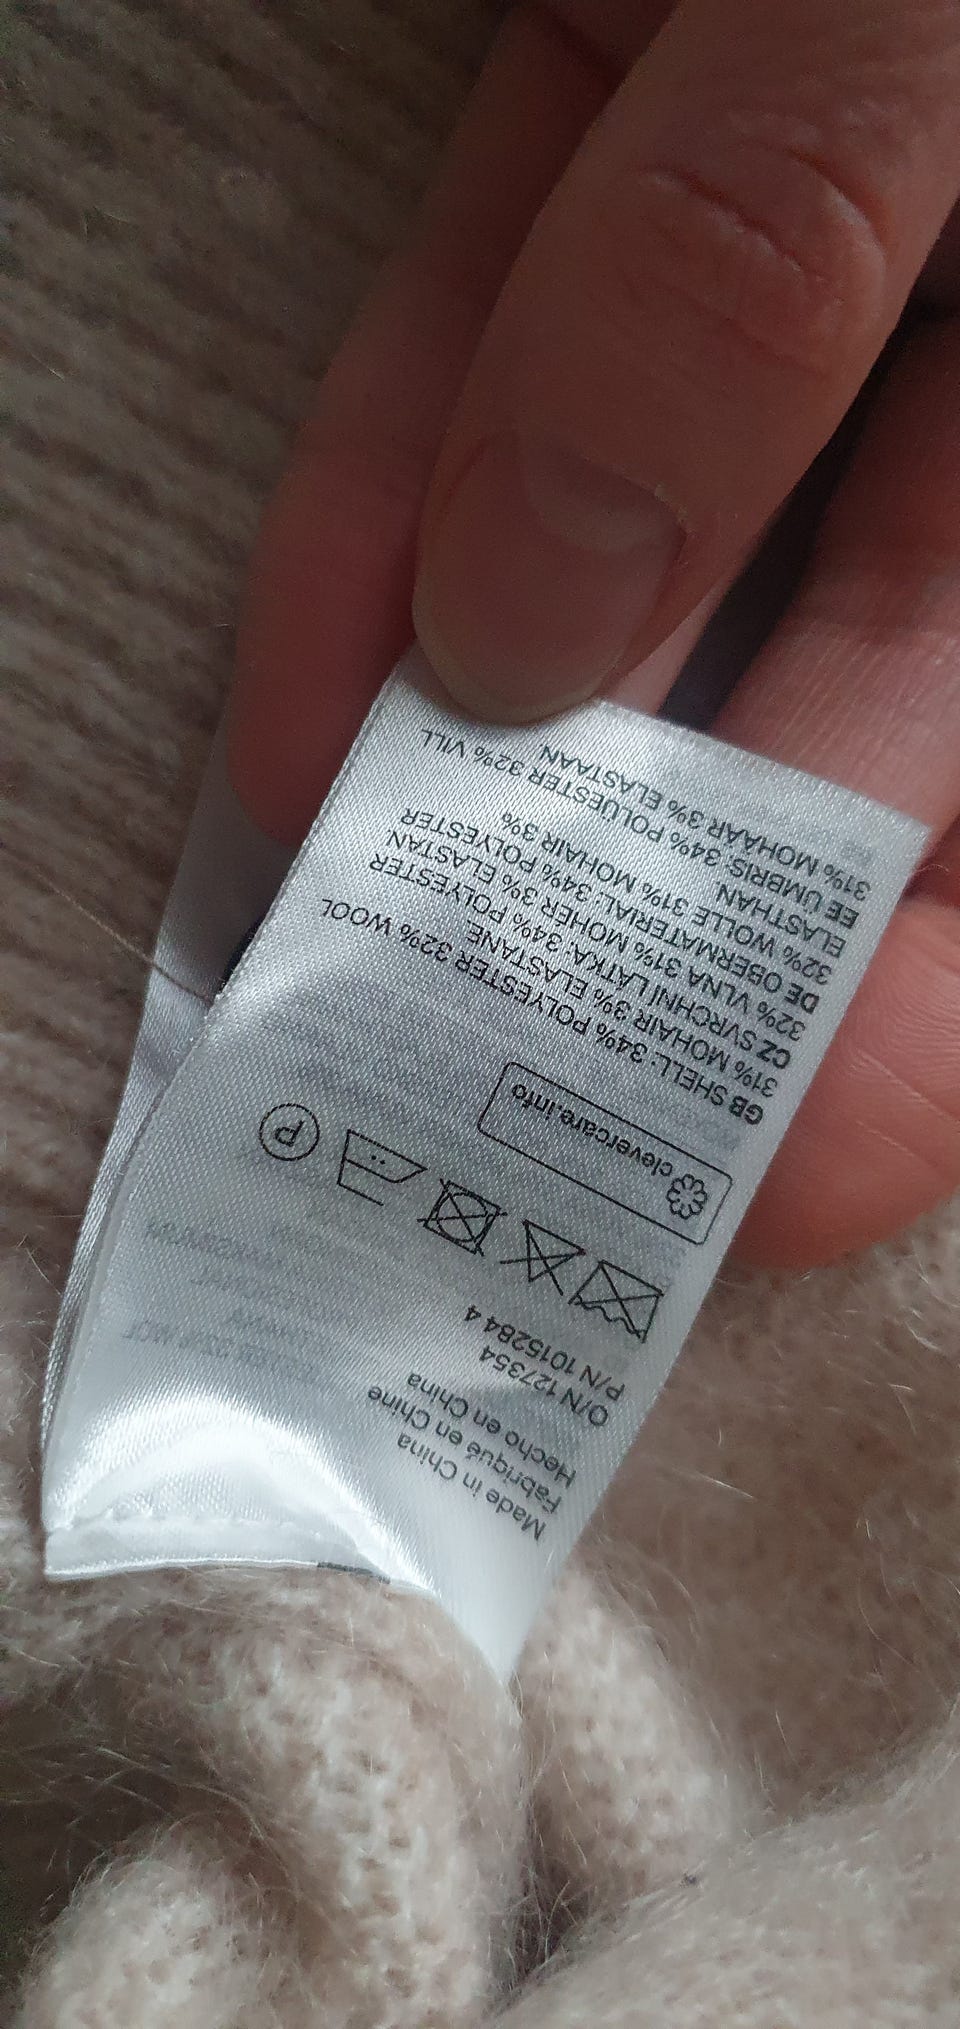 Made in China
Fabriqué en Chine
Hecho en China
O/N 127354
P/N 1015284 4
P
clevercare.info
GB SHELL: 34% POLYESTER 32% WOOL
31% MOHAIR 3% ELASTANE
CZ SVRCHNÍ LÁTKA: 34% POLYESTER
32% VLNA 31% MOHER 3% ELASTAN
DE OBERMATERIAL: 34% POLYESTER
32% WOLLE 31% MOHAIR 3%
ELASTHAN
EE ÜMBRIS: 34% POLÜESTER 32% VILL
31% MOHÄÄR 3% ELASTAAN